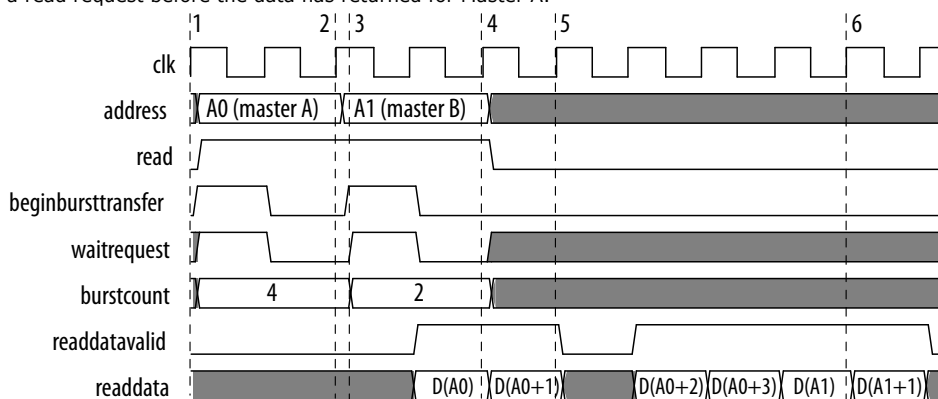 a read request before the data has returned for Master A.
1 2 3 4 5 6
clk
address A0 (master A) A1 (master B)
read
beginbursttransfer
waitrequest
burstcount 4 2
readdatavalid
readdata D(A0) D(A0+1) D(A0+2) D(A0+3) D(A1) D(A1+1)